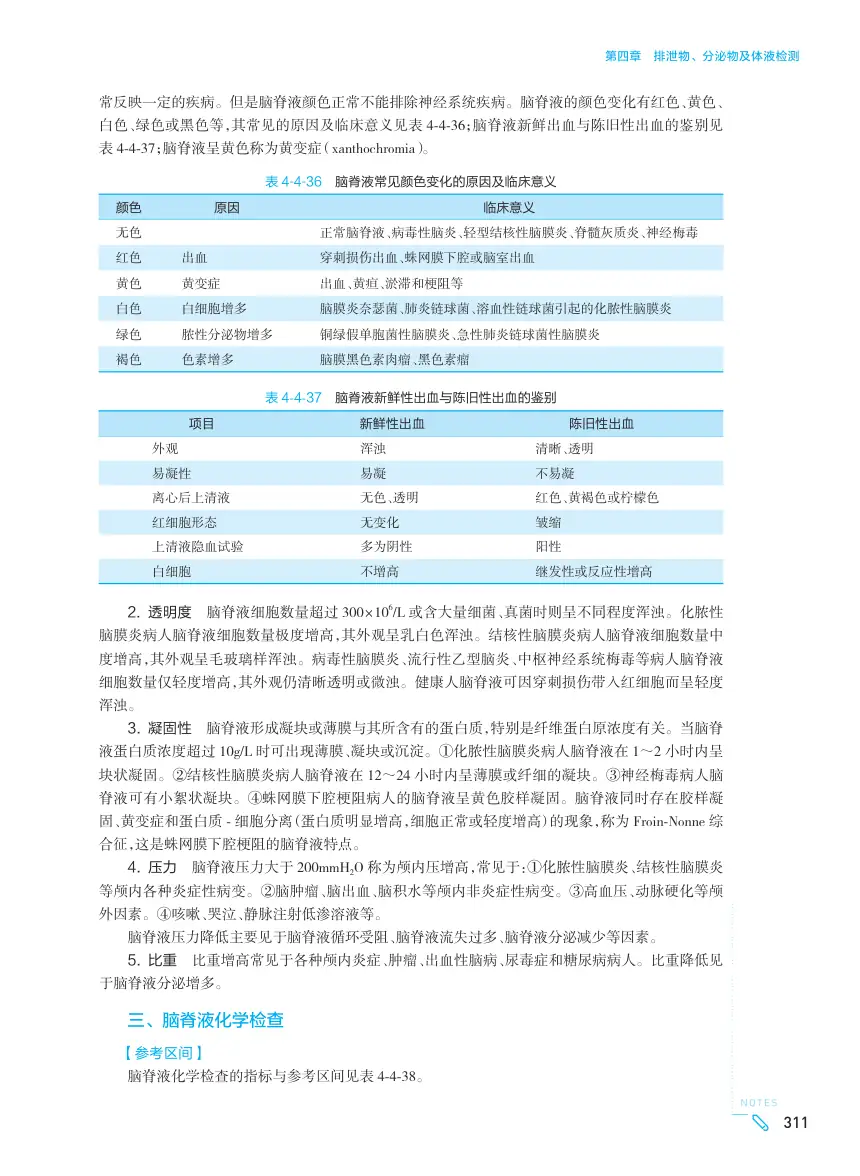 第四章 排泄物、分泌物及体液检测
常反映一定的疾病。但是脑脊液颜色正常不能排除神经系统疾病。脑脊液的颜色变化有红色、黄色、
白色、绿色或黑色等,其常见的原因及临床意义见表 4-4-36;脑脊液新鲜出血与陈旧性出血的鉴别见
表 4-4-37;脑脊液呈黄色称为黄变症(xanthochromia)。
表 4-4-36 脑脊液常见颜色变化的原因及临床意义
颜色 原因 临床意义
无色 正常脑脊液、病毒性脑炎、轻型结核性脑膜炎、脊髓灰质炎、神经梅毒
红色 出血 穿刺损伤出血、蛛网膜下腔或脑室出血
黄色 黄变症 出血、黄疸、淤滞和梗阻等
白色 白细胞增多 脑膜炎奈瑟菌、肺炎链球菌、溶血性链球菌引起的化脓性脑膜炎
绿色 脓性分泌物增多 铜绿假单胞菌性脑膜炎、急性肺炎链球菌性脑膜炎
褐色 色素增多 脑膜黑色素肉瘤、黑色素瘤
表 4-4-37 脑脊液新鲜性出血与陈旧性出血的鉴别
项目 新鲜性出血 陈旧性出血
外观 浑浊 清晰、透明
易凝性 易凝 不易凝
离心后上清液 无色、透明 红色、黄褐色或柠檬色
红细胞形态 无变化 皱缩
上清液隐血试验 多为阴性 阳性
白细胞 不增高 继发性或反应性增高
2. 透明度 脑脊液细胞数量超过 300×10⁶/L 或含大量细菌、真菌时则呈不同程度浑浊。化脓性
脑膜炎病人脑脊液细胞数量极度增高,其外观呈乳白色浑浊。结核性脑膜炎病人脑脊液细胞数量中
度增高,其外观呈毛玻璃样浑浊。病毒性脑膜炎、流行性乙型脑炎、中枢神经系统梅毒等病人脑脊液
细胞数量仅轻度增高,其外观仍清晰透明或微浊。健康人脑脊液可因穿刺损伤带入红细胞而呈轻度
浑浊。
3. 凝固性 脑脊液形成凝块或薄膜与其所含有的蛋白质,特别是纤维蛋白原浓度有关。当脑脊
液蛋白质浓度超过 10g/L 时可出现薄膜、凝块或沉淀。①化脓性脑膜炎病人脑脊液在 1～2 小时内呈
块状凝固。②结核性脑膜炎病人脑脊液在 12～24 小时内呈薄膜或纤细的凝块。③神经梅毒病人脑
脊液可有小絮状凝块。④蛛网膜下腔梗阻病人的脑脊液呈黄色胶样凝固。脑脊液同时存在胶样凝
固、黄变症和蛋白质 - 细胞分离(蛋白质明显增高,细胞正常或轻度增高)的现象,称为 Froin-Nonne 综
合征,这是蛛网膜下腔梗阻的脑脊液特点。
4. 压力 脑脊液压力大于 200mmH₂O 称为颅内压增高,常见于:①化脓性脑膜炎、结核性脑膜炎
等颅内各种炎症性病变。②脑肿瘤、脑出血、脑积水等颅内非炎症性病变。③高血压、动脉硬化等颅
外因素。④咳嗽、哭泣、静脉注射低渗溶液等。
脑脊液压力降低主要见于脑脊液循环受阻、脑脊液流失过多、脑脊液分泌减少等因素。
5. 比重 比重增高常见于各种颅内炎症、肿瘤、出血性脑病、尿毒症和糖尿病病人。比重降低见
于脑脊液分泌增多。
三、脑脊液化学检查
【参考区间】
脑脊液化学检查的指标与参考区间见表 4-4-38。
NOTES
311